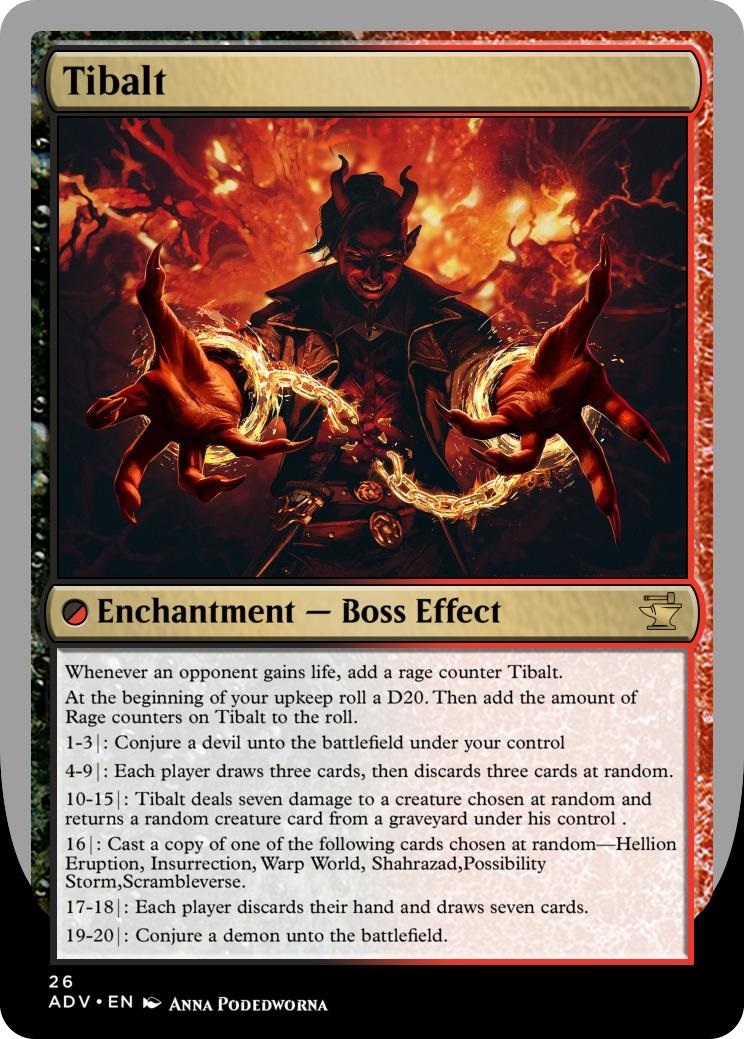 Tibalt
Enchantment — Boss Effect
Whenever an opponent gains life, add a rage counter Tibalt.
At the beginning of your upkeep roll a D20. Then add the amount of
Rage counters on Tibalt to the roll.
1-3|: Conjure a devil unto the battlefield under your control
4-9|: Each player draws three cards, then discards three cards at random.
10-15|: Tibalt deals seven damage to a creature chosen at random and
returns a random creature card from a graveyard under his control .
16|: Cast a copy of one of the following cards chosen at random—Hellion
Eruption, Insurrection, Warp World, Shahrazad,Possibility
Storm,Scrambleverse.
17-18|: Each player discards their hand and draws seven cards.
19-20|: Conjure a demon unto the battlefield.
26
ADV • EN Anna Podedworna